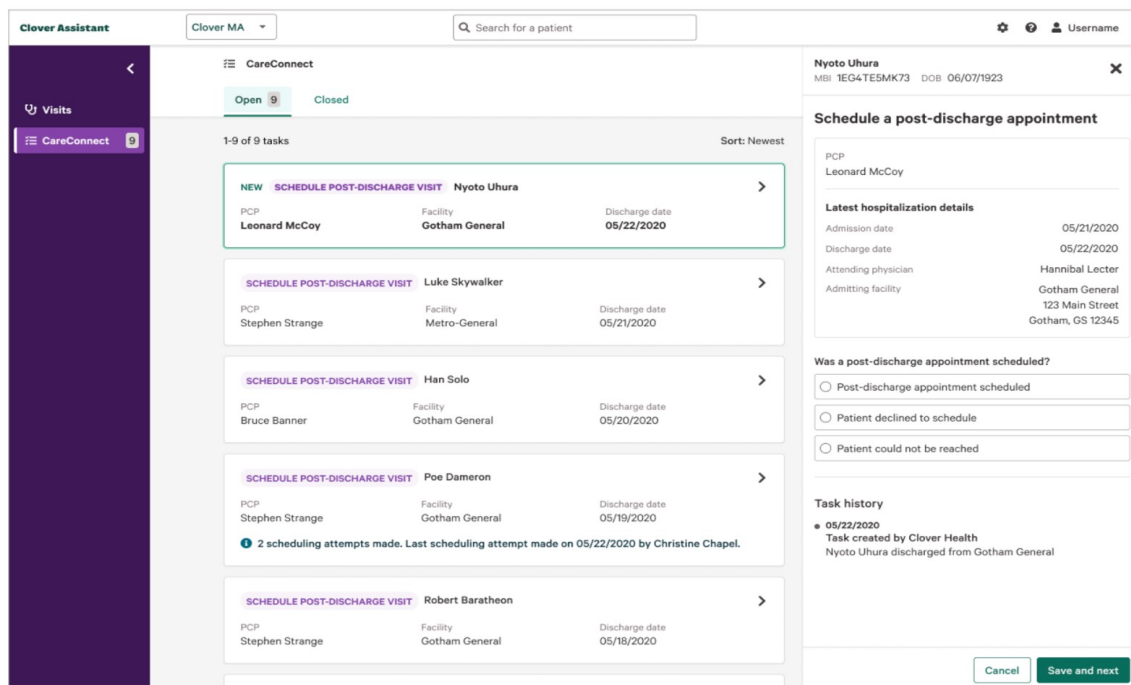 Clover Assistant
Clover MA
Search for a patient
Username
Visits
CareConnect 9
CareConnect
Open 9 Closed
1-9 of 9 tasks Sort: Newest
NEW SCHEDULE POST-DISCHARGE VISIT Nyoto Uhura
PCP Facility Discharge date
Leonard McCoy Gotham General 05/22/2020
SCHEDULE POST-DISCHARGE VISIT Luke Skywalker
PCP Facility Discharge date
Stephen Strange Metro-General 05/21/2020
SCHEDULE POST-DISCHARGE VISIT Han Solo
PCP Facility Discharge date
Bruce Banner Gotham General 05/20/2020
SCHEDULE POST-DISCHARGE VISIT Poe Dameron
PCP Facility Discharge date
Stephen Strange Gotham General 05/19/2020
2 scheduling attempts made. Last scheduling attempt made on 05/22/2020 by Christine Chapel.
SCHEDULE POST-DISCHARGE VISIT Robert Baratheon
PCP Facility Discharge date
Stephen Strange Gotham General 05/18/2020
Nyoto Uhura
MBI 1EG4TE5MK73 DOB 06/07/1923
Schedule a post-discharge appointment
PCP
Leonard McCoy
Latest hospitalization details
Admission date 05/21/2020
Discharge date 05/22/2020
Attending physician Hannibal Lecter
Admitting facility Gotham General
123 Main Street
Gotham, GS 12345
Was a post-discharge appointment scheduled?
Post-discharge appointment scheduled
Patient declined to schedule
Patient could not be reached
Task history
05/22/2020
Task created by Clover Health
Nyoto Uhura discharged from Gotham General
Cancel Save and next